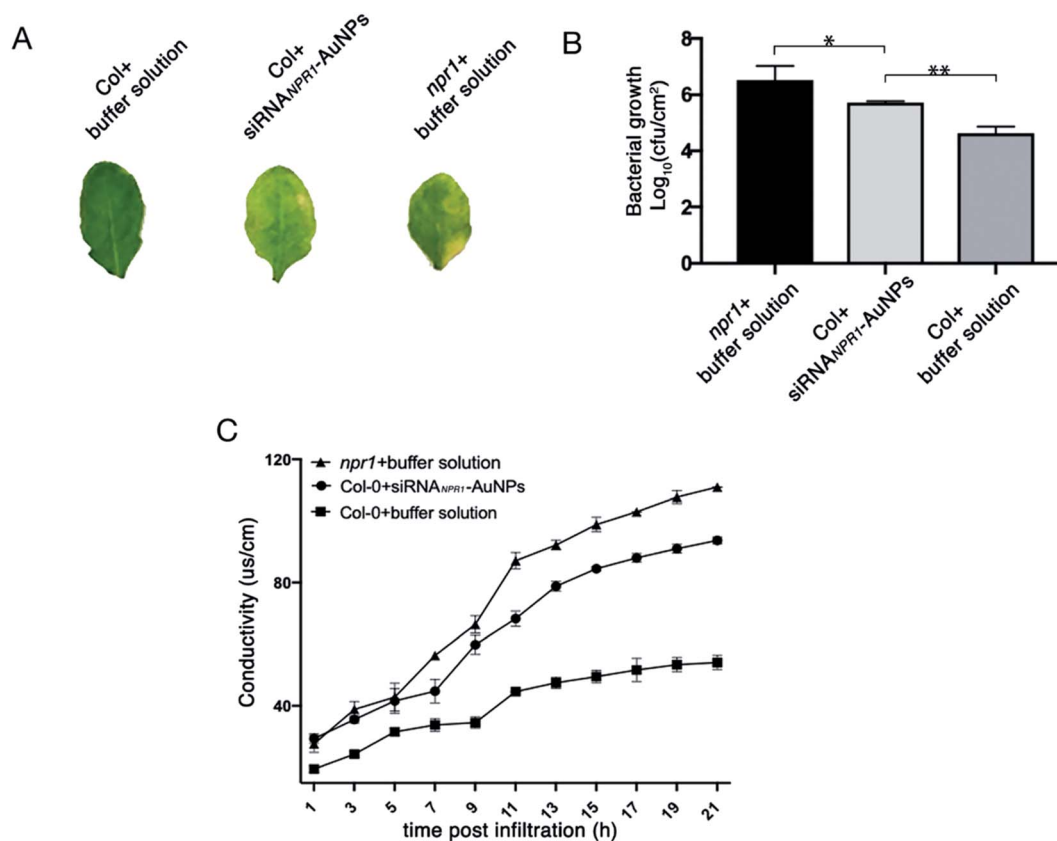 A
Col+
buffer solution
Col+
siRNANPR1-AuNPs
npr1+
buffer solution
B
Bacterial growth
Log10(cfu/cm²)
8
6
4
2
0
*
**
npr1+
buffer solution
Col+
siRNANPR1-AuNPs
Col+
buffer solution
C
npr1+buffer solution
Col-0+siRNANPR1-AuNPs
Col-0+buffer solution
Conductivity (us/cm)
120
80
40
1 3 5 7 9 11 13 15 17 19 21
time post infiltration (h)